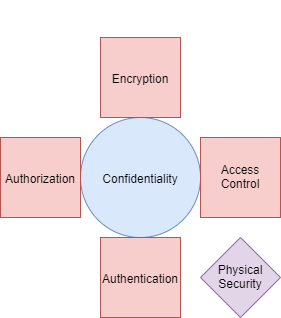 Encryption
Authorization
Confidentiality
Access
Control
Authentication
Physical
Security